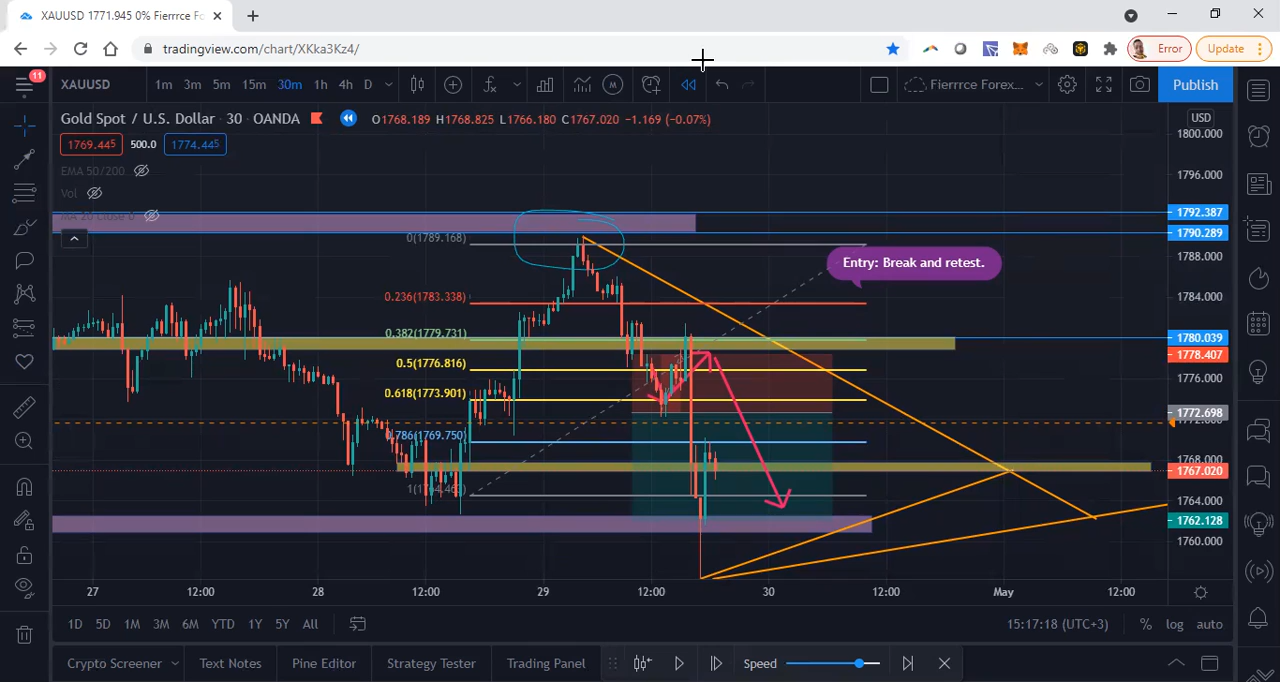 XAUUSD 1771.945 0% Fierrrce Fo
tradingview.com/chart/XKka3Kz4/
Error
Update
11
XAUUSD
1m 3m 5m 15m 30m 1h 4h D
Fierrrce Forex...
Publish
Gold Spot / U.S. Dollar · 30 · OANDA
O1768.189 H1768.825 L1766.180 C1767.020 −1.169 (−0.07%)
USD
1769.445 500.0 1774.445
EMA 50/200
Vol
MA 20 close 0
1800.000
1796.000
1792.387
1790.289
1788.000
1784.000
1780.039
1778.407
1776.000
1772.698
1772.000
1768.000
1767.020
1764.000
1762.128
1760.000
0(1789.168)
Entry: Break and retest.
0.236(1783.338)
0.382(1779.731)
0.5(1776.816)
0.618(1773.901)
0.786(1769.750)
27 12:00 28 12:00 29 12:00 30 12:00 May 12:00
1D 5D 1M 3M 6M YTD 1Y 5Y All
15:17:18 (UTC+3) % log auto
Crypto Screener Text Notes Pine Editor Strategy Tester Trading Panel Speed